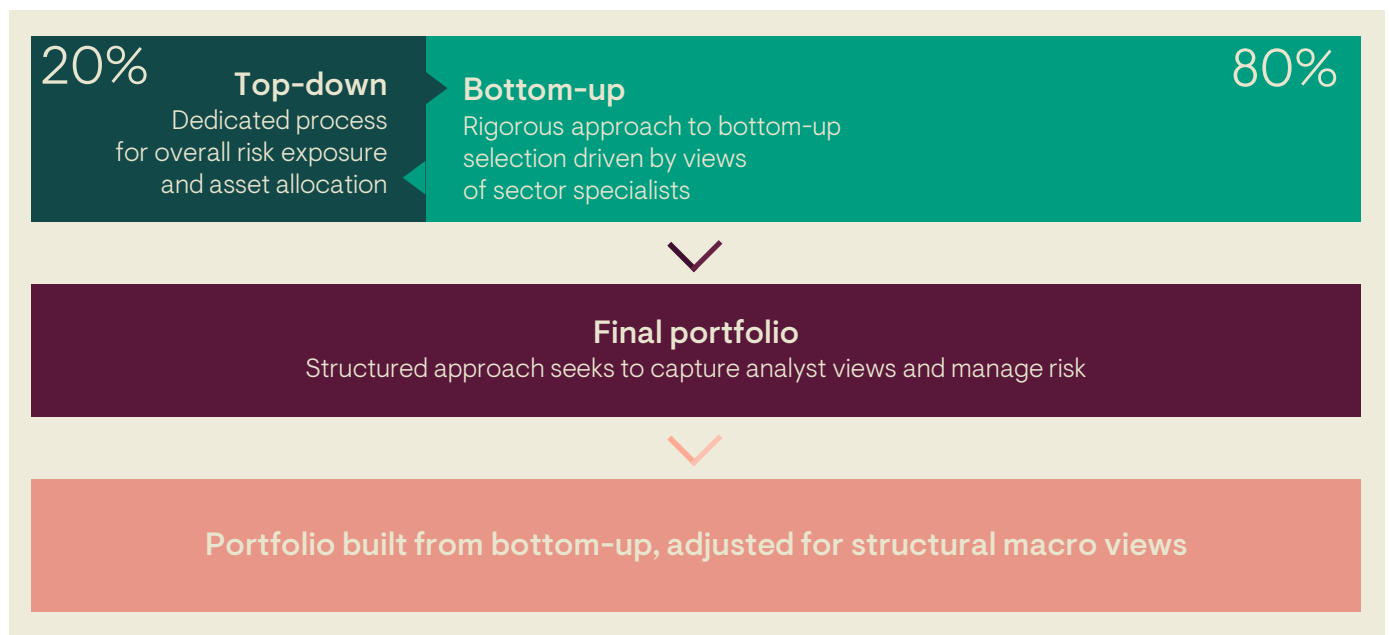 20%
Top-down
Dedicated process
for overall risk exposure
and asset allocation
80%
Bottom-up
Rigorous approach to bottom-up
selection driven by views
of sector specialists
Final portfolio
Structured approach seeks to capture analyst views and manage risk
Portfolio built from bottom-up, adjusted for structural macro views